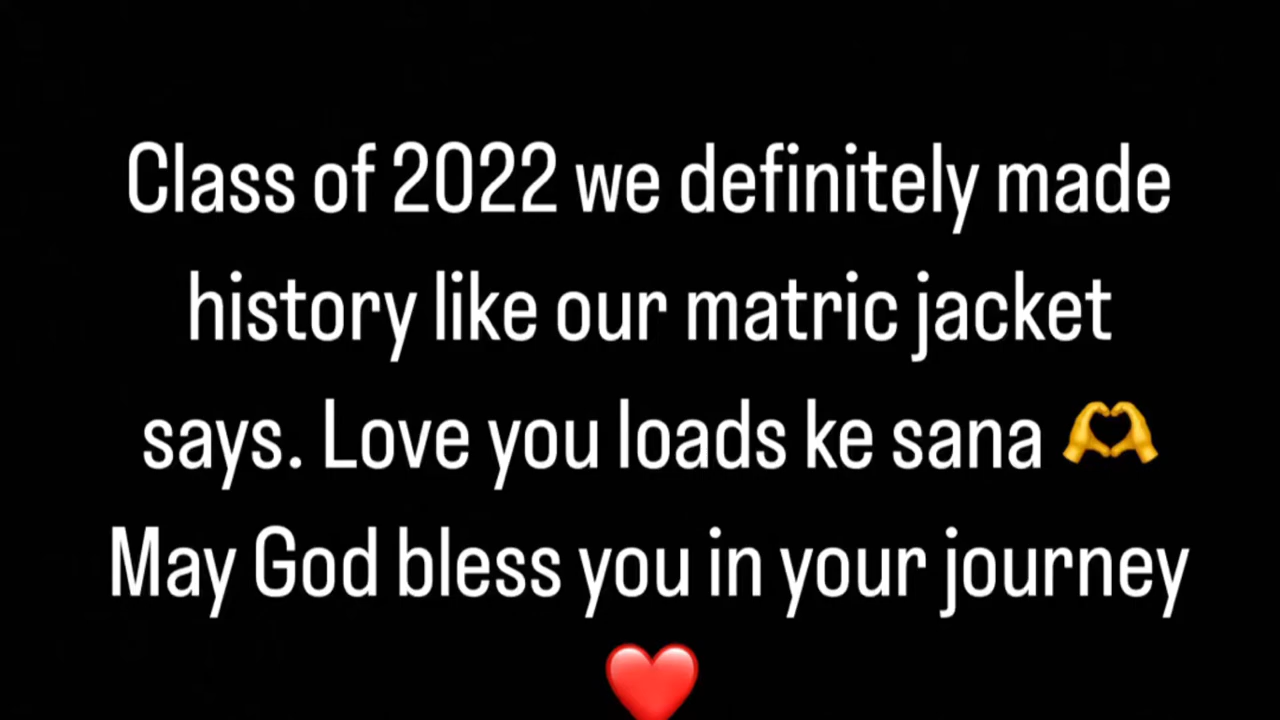 Class of 2022 we definitely made
history like our matric jacket
says. Love you loads ke sana 🫶
May God bless you in your journey
❤️